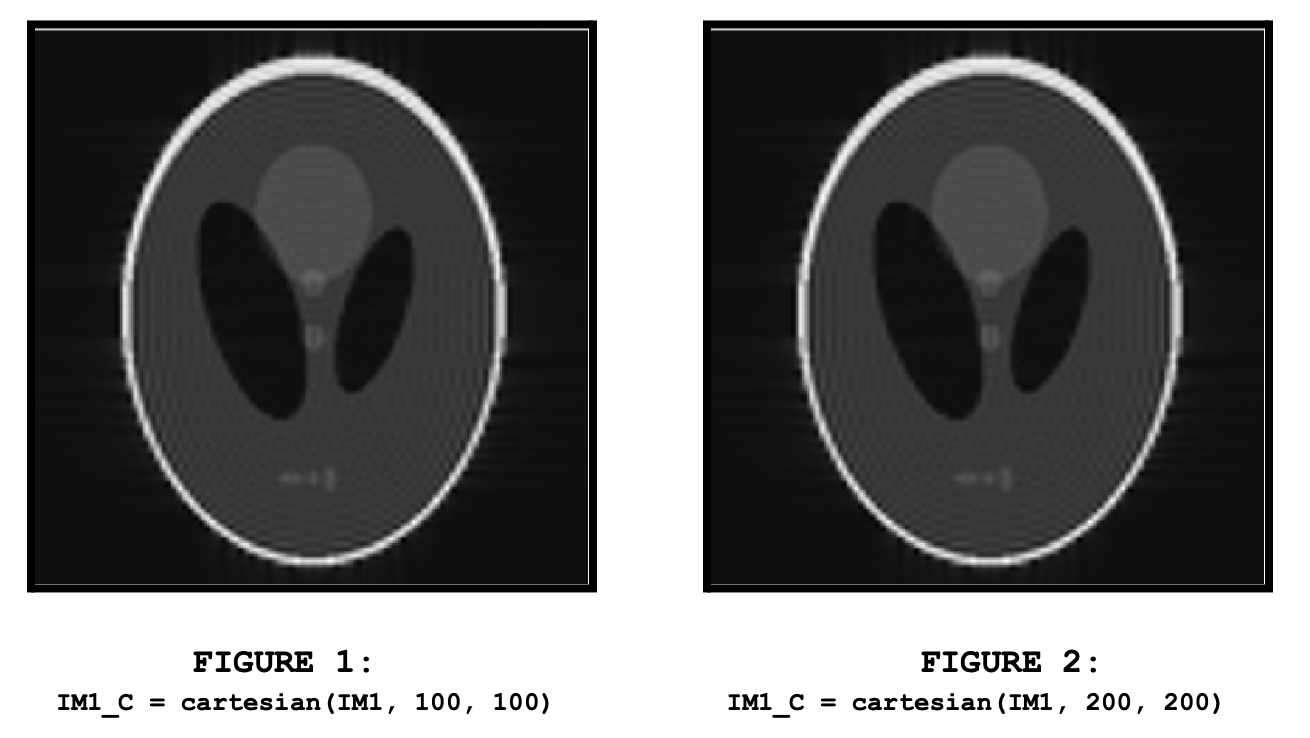 FIGURE 1:
IM1_C = cartesian(IM1, 100, 100)
FIGURE 2:
IM1_C = cartesian(IM1, 200, 200)